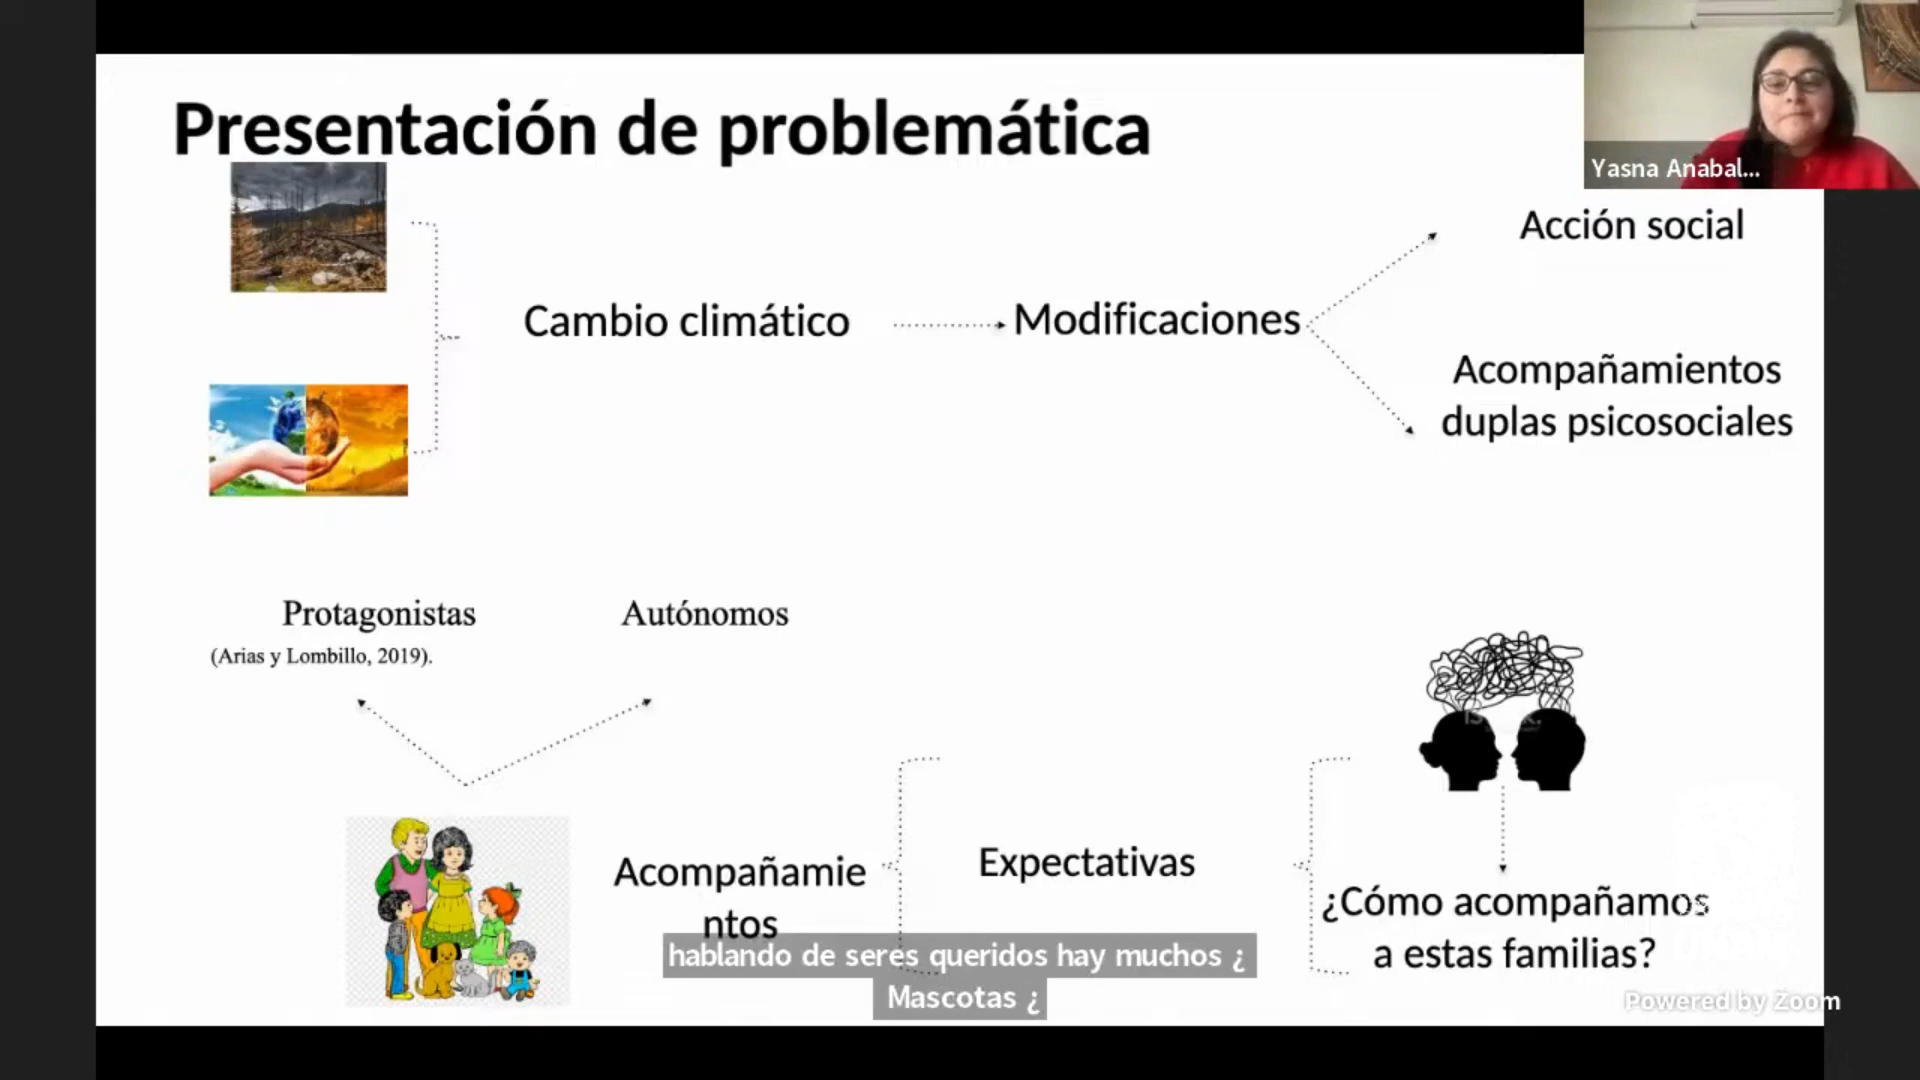 Presentación de problemática
Yasna Anabal...
Acción social
Cambio climático
Modificaciones
Acompañamientos
duplas psicosociales
Protagonistas
Autónomos
(Arias y Lombillo, 2019).
Acompañamie
ntos
Expectativas
¿Cómo acompañamos
a estas familias?
hablando de seres queridos hay muchos ¿
Mascotas ¿
Powered by Zoom